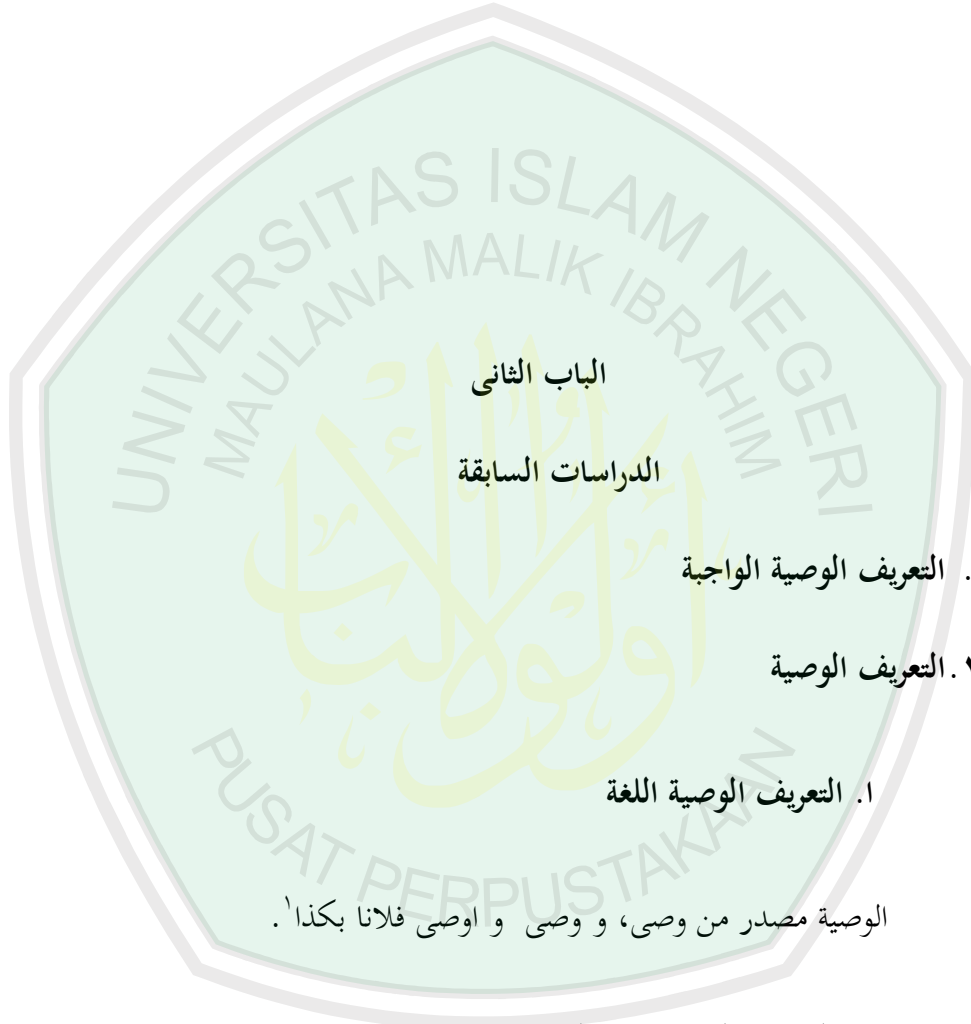 UNIVERSITAS ISLAM NEGERI
MAULANA MALIK IBRAHIM
الباب الثانى
الدراسات السابقة
. التعريف الوصية الواجبة
.التعريف الوصية
ا. التعريف الوصية اللغة
الوصية مصدر من وصى، و وصى و اوصى فلانا بكذا١.
PUSAT PERPUSTAKAAN